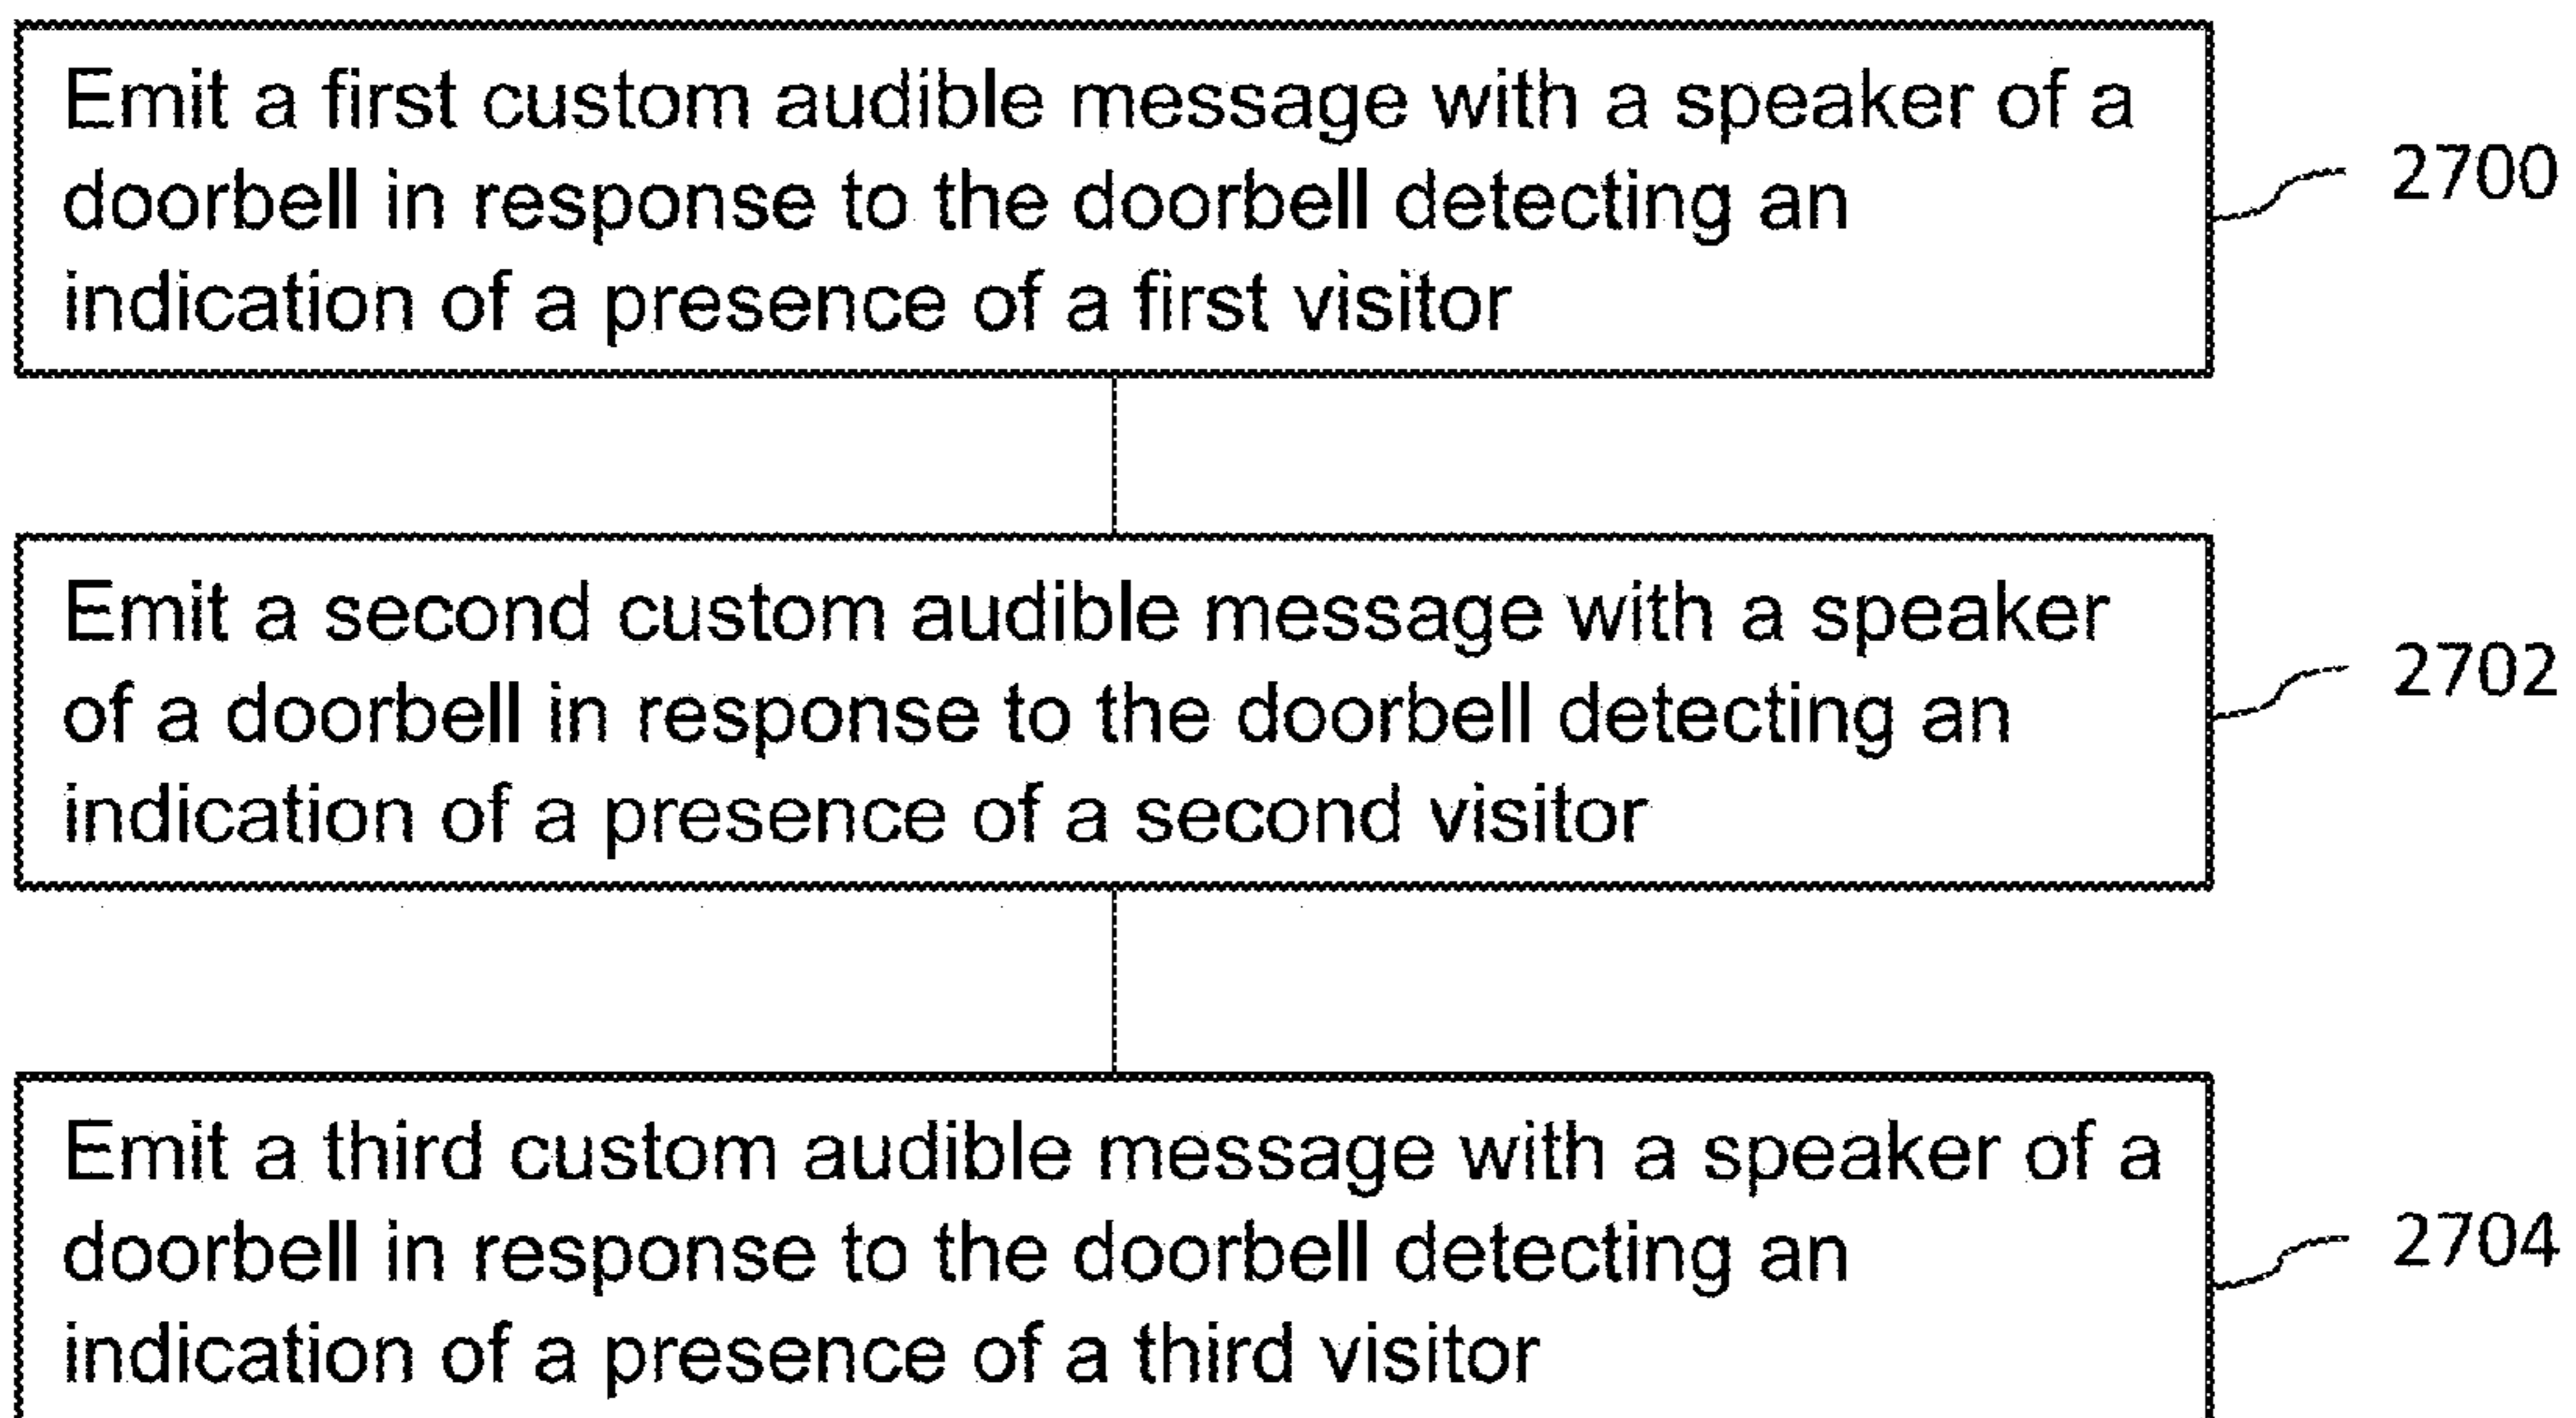 Emit a first custom audible message with a speaker of a
doorbell in response to the doorbell detecting an
indication of a presence of a first visitor
2700
Emit a second custom audible message with a speaker
of a doorbell in response to the doorbell detecting an
indication of a presence of a second visitor
2702
Emit a third custom audible message with a speaker of a
doorbell in response to the doorbell detecting an
indication of a presence of a third visitor
2704